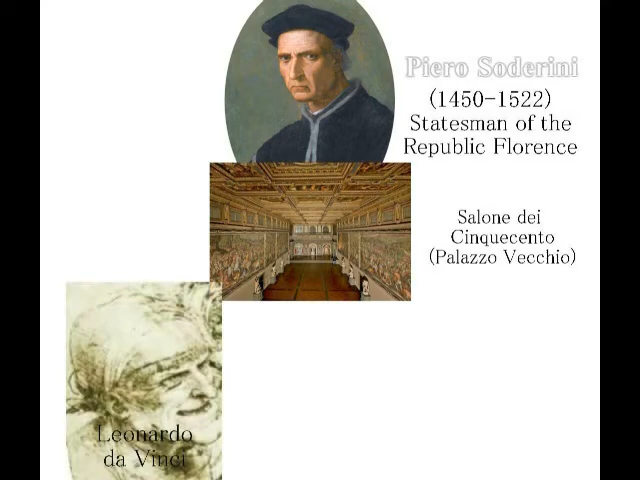 Piero Soderini
(1450-1522)
Statesman of the
Republic Florence
Salone dei
Cinquecento
(Palazzo Vecchio)
Leonardo
da Vinci